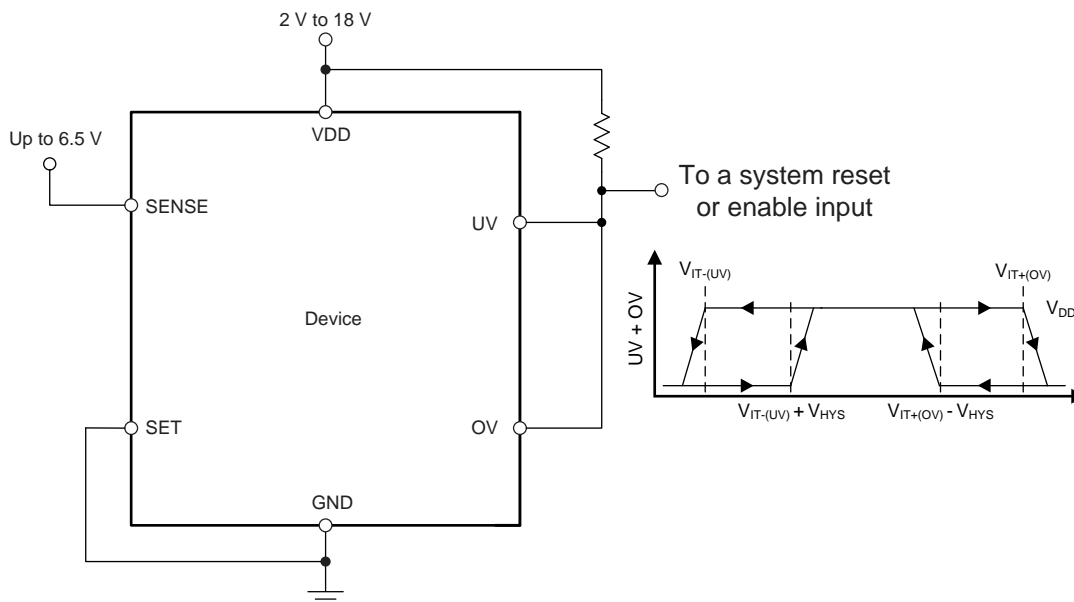 2 V to 18 V
VDD
Up to 6.5 V
SENSE
UV
To a system reset
or enable input
Device
SET
OV
GND
UV + OV
V_IT-(UV)
V_IT+(OV)
V_DD
V_IT-(UV) + V_HYS
V_IT+(OV) - V_HYS